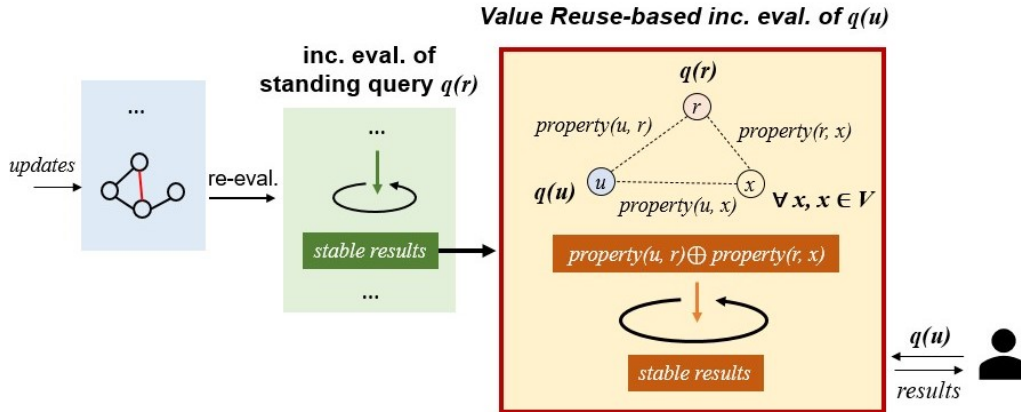 Value Reuse-based inc. eval. of q(u)
inc. eval. of
standing query q(r)
...
updates
re-eval.
...
stable results
...
q(r)
r
property(u, r)
property(r, x)
u
x
q(u)
property(u, x)
∀ x, x ∈ V
property(u, r)⊕property(r, x)
stable results
q(u)
results